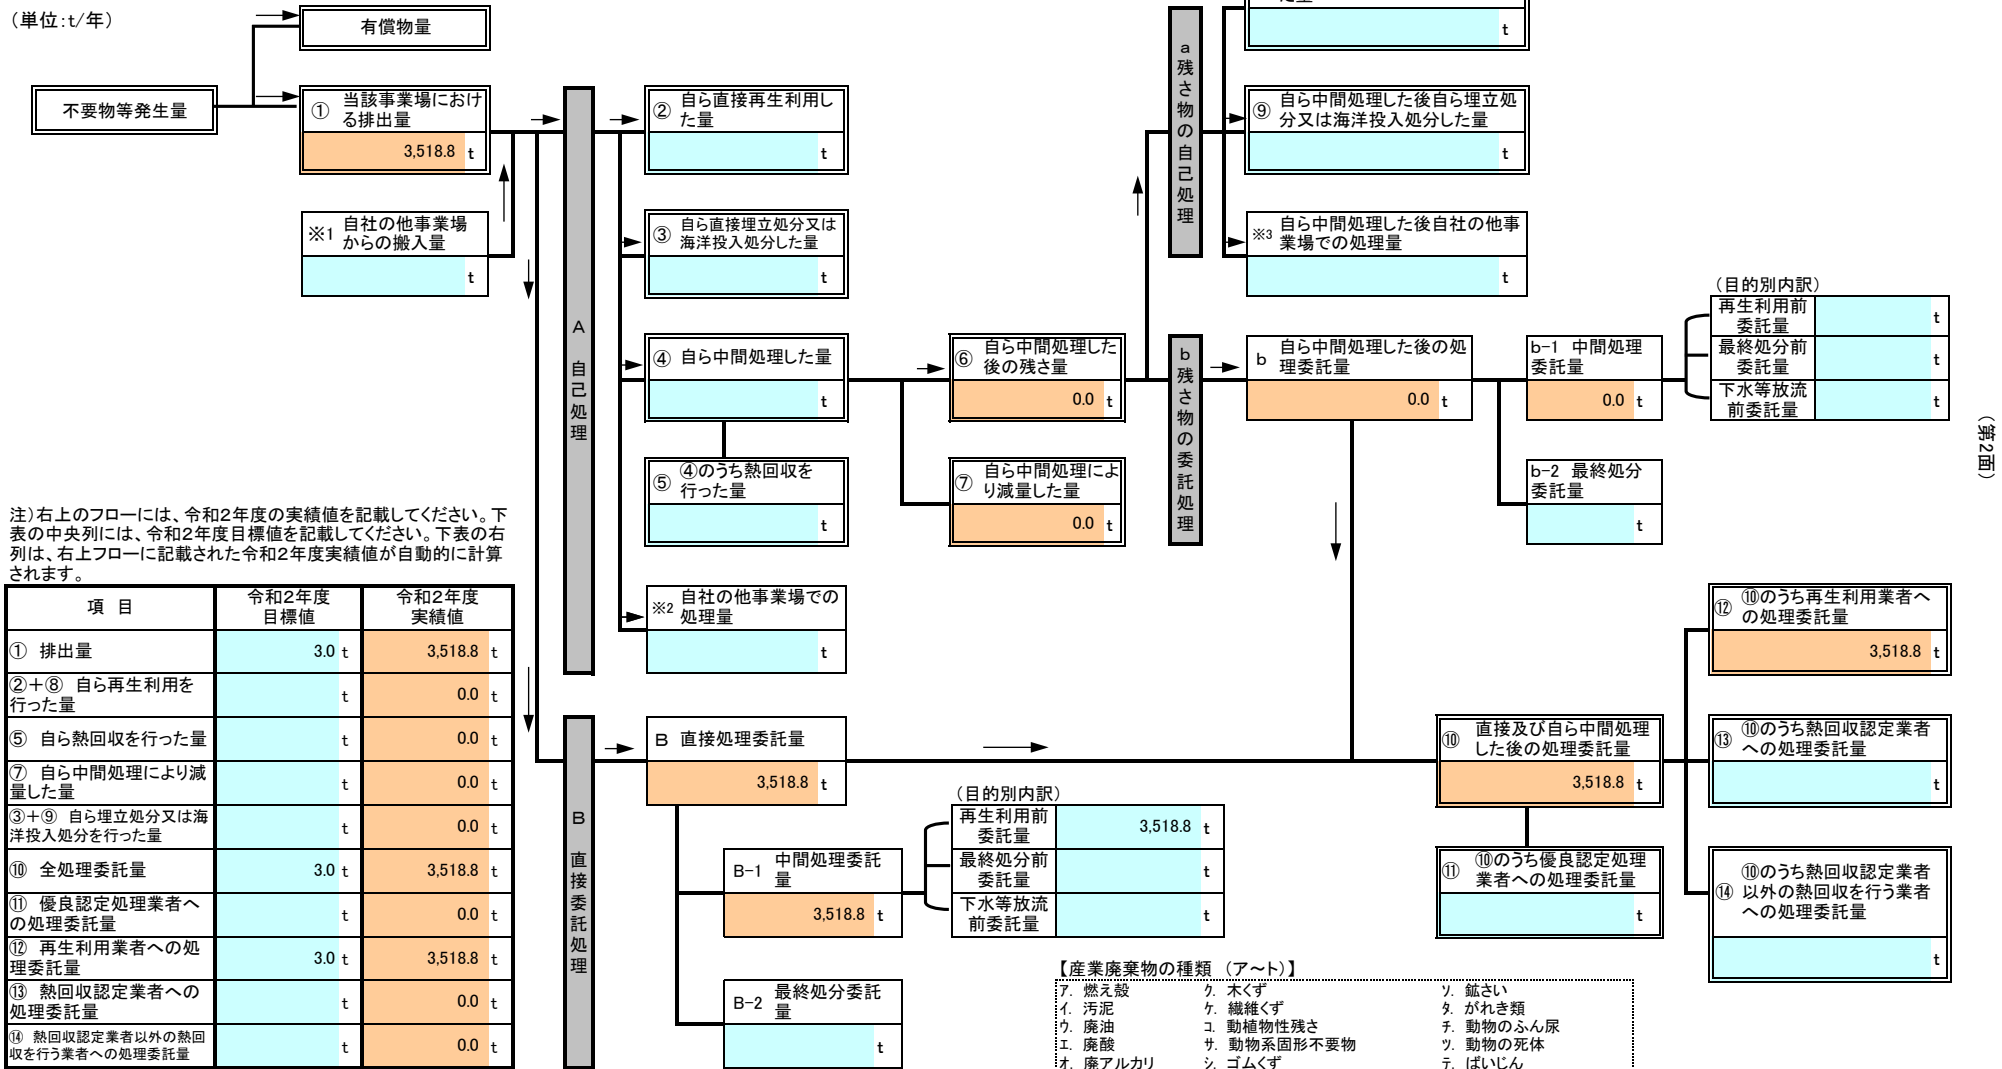 (単位:t/年)
有償物量
不要物等発生量
① 当該事業場におけ
る排出量
3,518.8 t
※1 自社の他事業場
からの搬入量
t
A 自己処理
② 自ら直接再生利用し
た量
t
③ 自ら直接埋立処分又は
海洋投入処分した量
t
④ 自ら中間処理した量
t
⑤ ④のうち熱回収を
行った量
t
※2 自社の他事業場での
処理量
t
⑥ 自ら中間処理した
後の残さ量
0.0 t
⑦ 自ら中間処理によ
り減量した量
0.0 t
a 残さ物の自己処理
t
⑨ 自ら中間処理した後自ら埋立処
分又は海洋投入処分した量
t
※3 自ら中間処理した後自社の他事
業場での処理量
t
b 残さ物の委託処理
b 自ら中間処理した後の処
理委託量
0.0 t
b-1 中間処理
委託量
0.0 t
b-2 最終処分
委託量
t
(目的別内訳)
再生利用前
委託量
t
最終処分前
委託量
t
下水等放流
前委託量
t
(第2面)
注)右上のフローには、令和2年度の実績値を記載してください。下
表の中央列には、令和2年度目標値を記載してください。下表の右
列は、右上フローに記載された令和2年度実績値が自動的に計算
されます。
項 目
令和2年度
目標値
令和2年度
実績値
① 排出量 3.0 t 3,518.8 t
②+⑧ 自ら再生利用を
行った量 t 0.0 t
⑤ 自ら熱回収を行った量 t 0.0 t
⑦ 自ら中間処理により減
量した量 t 0.0 t
③+⑨ 自ら埋立処分又は海
洋投入処分を行った量 t 0.0 t
⑩ 全処理委託量 3.0 t 3,518.8 t
⑪ 優良認定処理業者へ
の処理委託量 t 0.0 t
⑫ 再生利用業者への処
理委託量 3.0 t 3,518.8 t
⑬ 熱回収認定業者への
処理委託量 t 0.0 t
⑭ 熱回収認定業者以外の熱回
収を行う業者への処理委託量 t 0.0 t
B 直接委託処理
B 直接処理委託量
3,518.8 t
B-1 中間処理委託
量
3,518.8 t
B-2 最終処分委託
量
t
(目的別内訳)
再生利用前
委託量
3,518.8 t
最終処分前
委託量
t
下水等放流
前委託量
t
⑩ 直接及び自ら中間処理
した後の処理委託量
3,518.8 t
⑪ ⑩のうち優良認定処理
業者への処理委託量
t
⑫ ⑩のうち再生利用業者へ
の処理委託量
3,518.8 t
⑬ ⑩のうち熱回収認定業者
への処理委託量
t
⑭ ⑩のうち熱回収認定業者
以外の熱回収を行う業者
への処理委託量
t
【産業廃棄物の種類 (ア~ト)】
ア. 燃え殻 ク. 木くず ソ. 鉱さい
イ. 汚泥 ケ. 繊維くず タ. がれき類
ウ. 廃油 コ. 動植物性残さ チ. 動物のふん尿
エ. 廃酸 サ. 動物系固形不要物 ツ. 動物の死体
オ. 廃アルカリ シ. ゴムくず テ. ばいじん